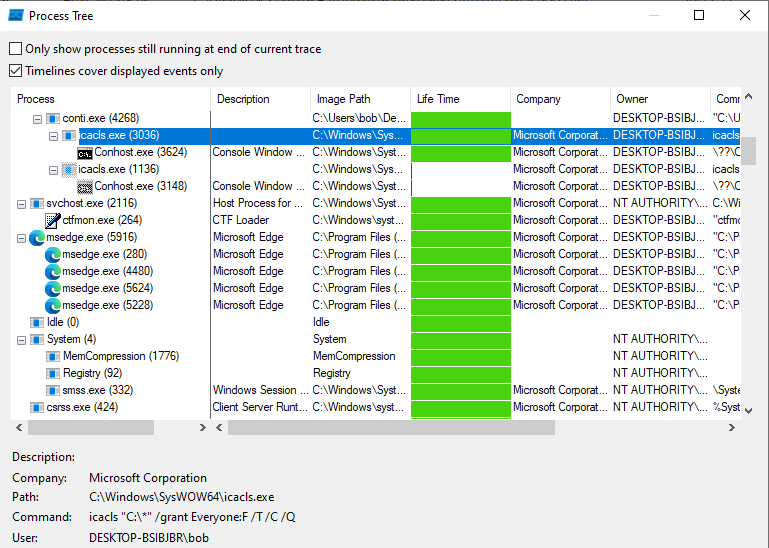 Process Tree
Only show processes still running at end of current trace
Timelines cover displayed events only
Process Description Image Path Life Time Company Owner Comm
conti.exe (4268) C:\Users\bob\De... DESKTOP-BSIBJ... "C:\U
icacls.exe (3036) C:\Windows\Sys... Microsoft Corporat... DESKTOP-BSIBJ... icacls
Conhost.exe (3624) Console Window ... C:\Windows\Syst... Microsoft Corporat... DESKTOP-BSIBJ... \??\C
icacls.exe (1136) C:\Windows\Sys... Microsoft Corporat... DESKTOP-BSIBJ... icacls
Conhost.exe (3148) Console Window ... C:\Windows\Syst... Microsoft Corporat... DESKTOP-BSIBJ... \??\C
svchost.exe (2116) Host Process for ... C:\Windows\syst... Microsoft Corporat... NT AUTHORITY\... C:\Wi
ctfmon.exe (264) CTF Loader C:\Windows\syst... Microsoft Corporat... DESKTOP-BSIBJ... "ctfmo
msedge.exe (5916) Microsoft Edge C:\Program Files (... Microsoft Corporat... DESKTOP-BSIBJ... "C:\P
msedge.exe (280) Microsoft Edge C:\Program Files (... Microsoft Corporat... DESKTOP-BSIBJ... "C:\P
msedge.exe (4480) Microsoft Edge C:\Program Files (... Microsoft Corporat... DESKTOP-BSIBJ... "C:\P
msedge.exe (5624) Microsoft Edge C:\Program Files (... Microsoft Corporat... DESKTOP-BSIBJ... "C:\P
msedge.exe (5228) Microsoft Edge C:\Program Files (... Microsoft Corporat... DESKTOP-BSIBJ... "C:\P
Idle (0) Idle
System (4) System NT AUTHORITY\...
MemCompression (1776) MemCompression NT AUTHORITY\...
Registry (92) Registry NT AUTHORITY\...
smss.exe (332) Windows Session ... C:\Windows\Syst... Microsoft Corporat... NT AUTHORITY\... \Syste
csrss.exe (424) Client Server Runt... C:\Windows\syst... Microsoft Corporat... NT AUTHORITY\... %Syst
Description:
Company: Microsoft Corporation
Path: C:\Windows\SysWOW64\icacls.exe
Command: icacls "C:\*" /grant Everyone:F /T /C /Q
User: DESKTOP-BSIBJBR\bob